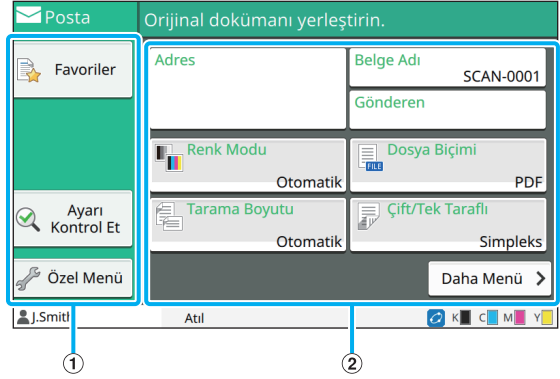 Posta
Orijinal dokümanı yerleştirin.
Favoriler
Ayarı
Kontrol Et
Özel Menü
Adres
Belge Adı
SCAN-0001
Gönderen
Renk Modu
Otomatik
Dosya Biçimi
FILE
PDF
Tarama Boyutu
Otomatik
Çift/Tek Taraflı
Simpleks
Daha Menü
J.Smith
Atıl
K C M Y
1
2